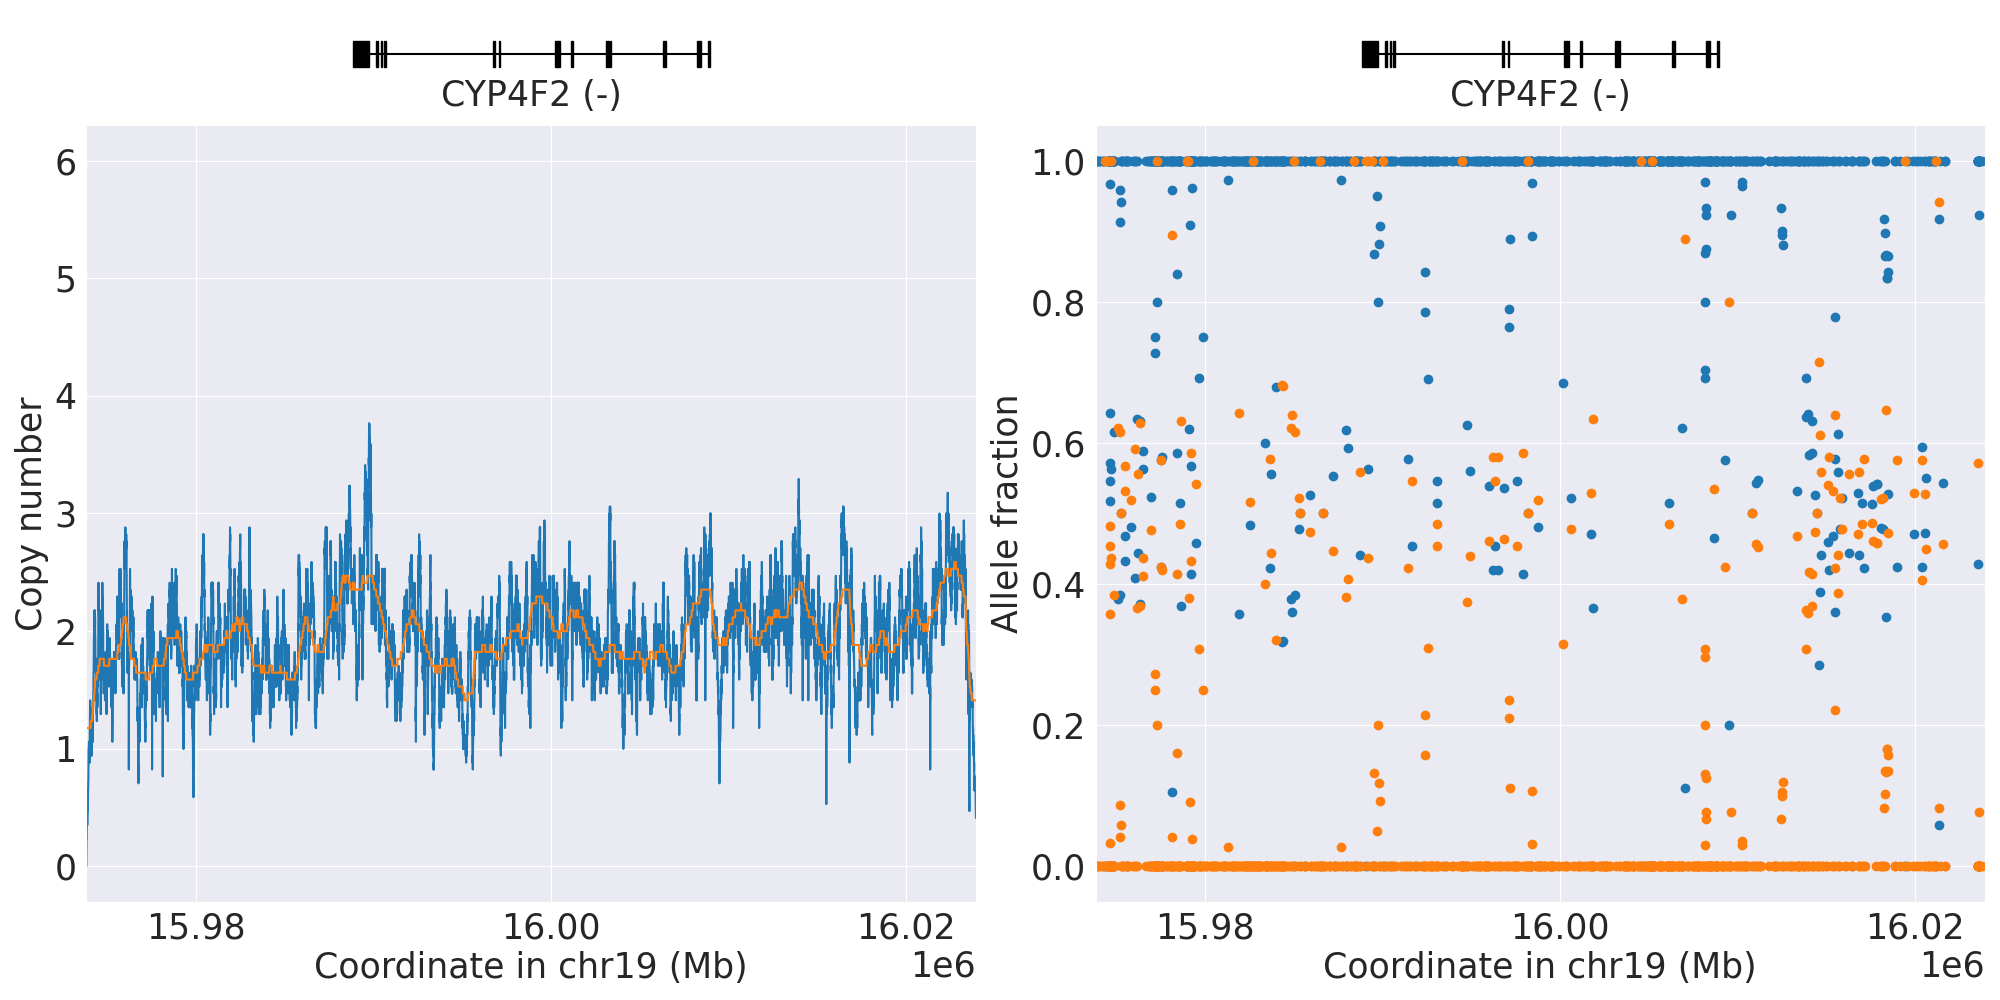 CYP4F2 (-)
Copy number
6
5
4
3
2
1
0
15.98
16.00
16.02
Coordinate in chr19 (Mb)
1e6
CYP4F2 (-)
Allele fraction
1.0
0.8
0.6
0.4
0.2
0.0
15.98
16.00
16.02
Coordinate in chr19 (Mb)
1e6